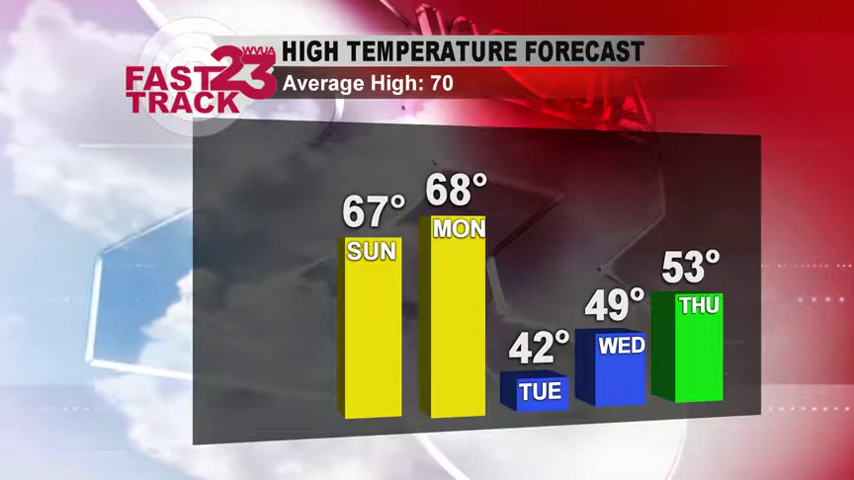 WVUA
FAST 23
TRACK
HIGH TEMPERATURE FORECAST
Average High: 70
67°
SUN
68°
MON
42°
TUE
49°
WED
53°
THU